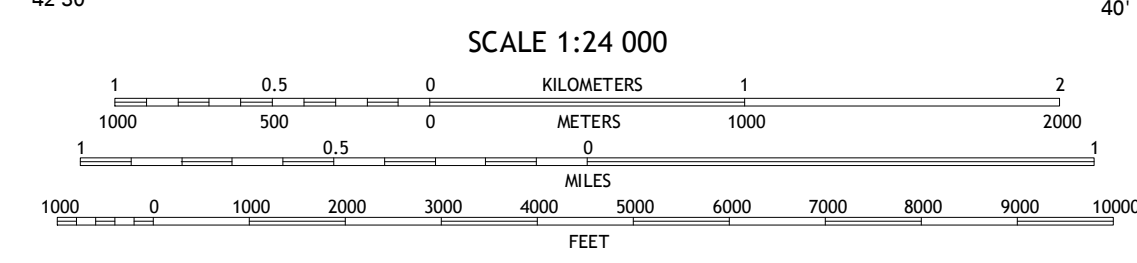 42 30
40'
SCALE 1:24 000
1 0.5 0 KILOMETERS 1 2
1000 500 0 METERS 1000 2000
1 0.5 0 1
MILES
1000 0 1000 2000 3000 4000 5000 6000 7000 8000 9000 10000
FEET